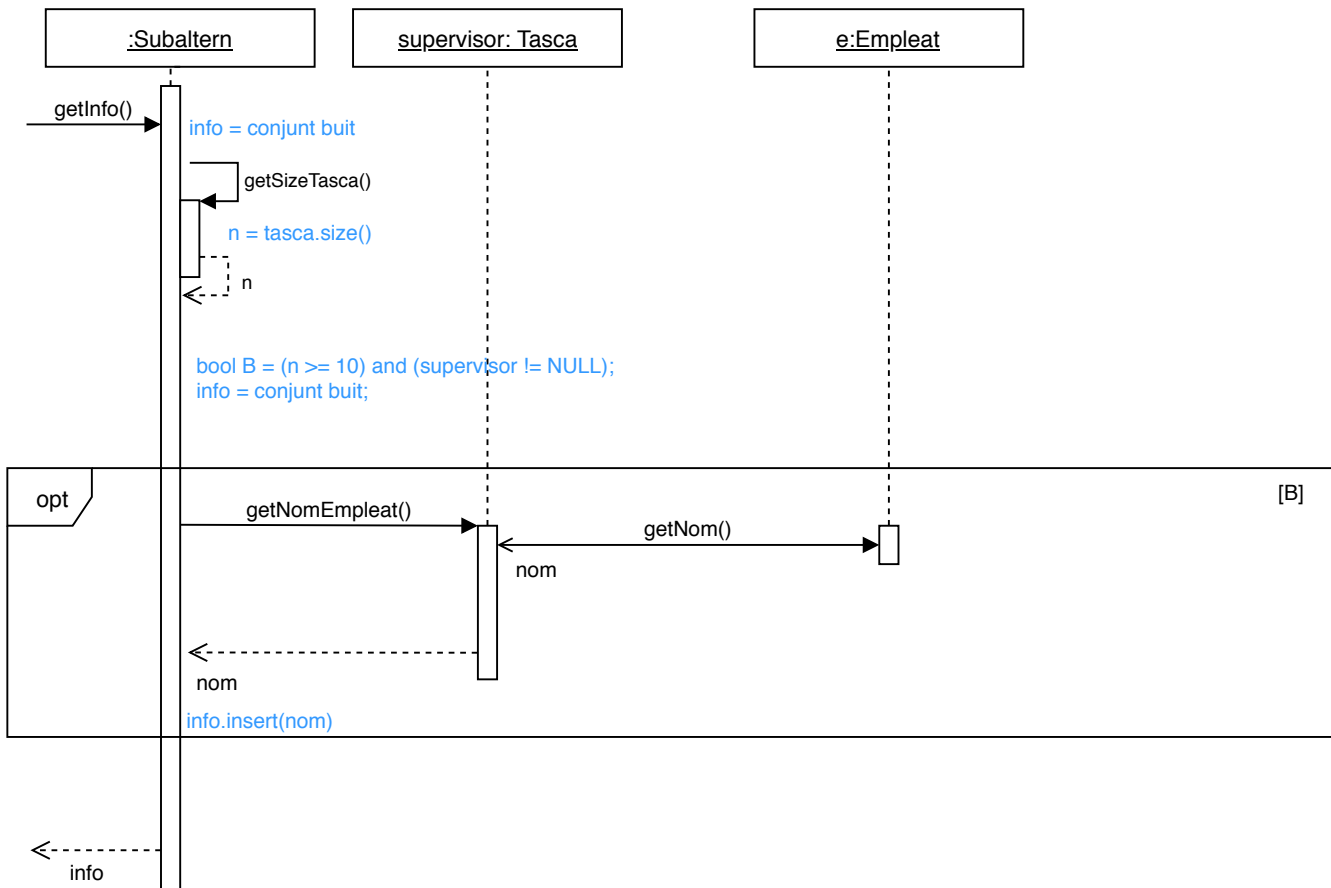 :Subaltern
supervisor: Tasca
e:Empleat
getInfo()
info = conjunt buit
getSizeTasca()
n = tasca.size()
n
bool B = (n >= 10) and (supervisor != NULL);
info = conjunt buit;
opt
[B]
getNomEmpleat()
getNom()
nom
nom
info.insert(nom)
info